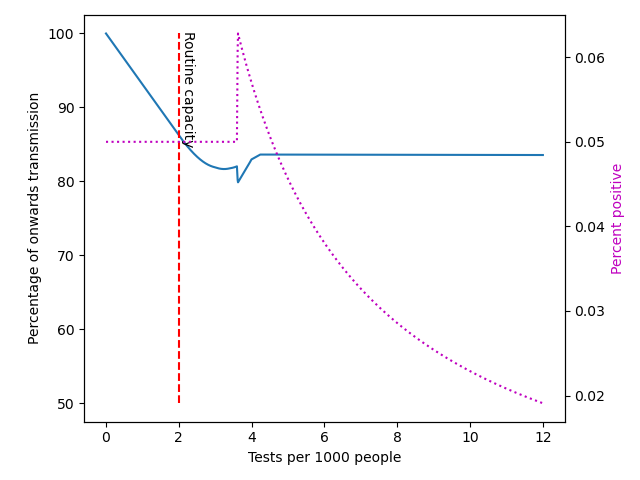 100
90
80
70
60
50
Percentage of onwards transmission
Routine capacity
0.06
0.05
0.04
0.03
0.02
Percent positive
0 2 4 6 8 10 12
Tests per 1000 people